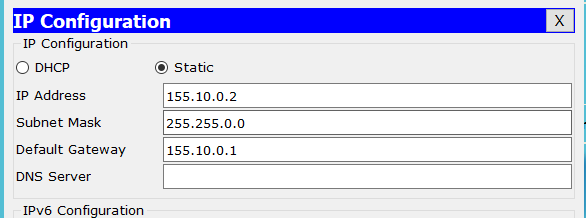 IP Configuration
X
IP Configuration
DHCP
Static
IP Address
155.10.0.2
Subnet Mask
255.255.0.0
Default Gateway
155.10.0.1
DNS Server
IPv6 Configuration